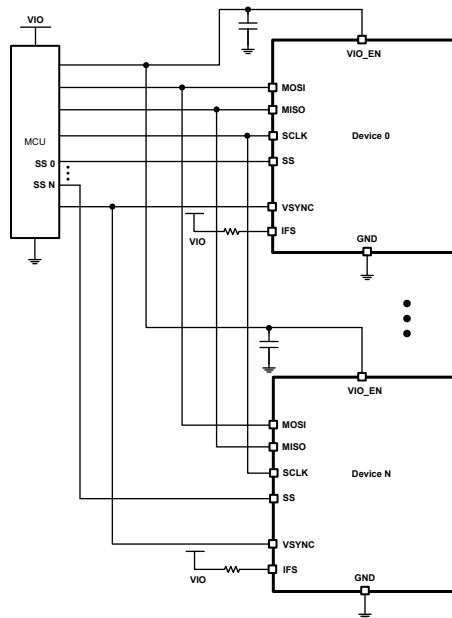 VIO
VIO_EN
MOSI
MISO
MCU
SCLK
Device 0
SS 0
SS
SS N
VSYNC
IFS
VIO
GND
VIO_EN
MOSI
MISO
SCLK
Device N
SS
VSYNC
IFS
VIO
GND